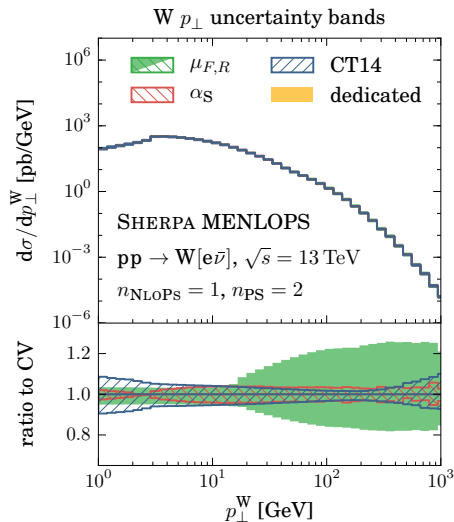 W p⊥ uncertainty bands
μF,R
CT14
αS
dedicated
dσ/dp⊥^W [pb/GeV]
10^6
10^3
10^0
10^−3
10^−6
SHERPA MENLOPS
pp → W[eν̄], √s = 13 TeV
nNLOPS = 1, nPS = 2
ratio to CV
1.2
1.0
0.8
10^0
10^1
10^2
10^3
p⊥^W [GeV]